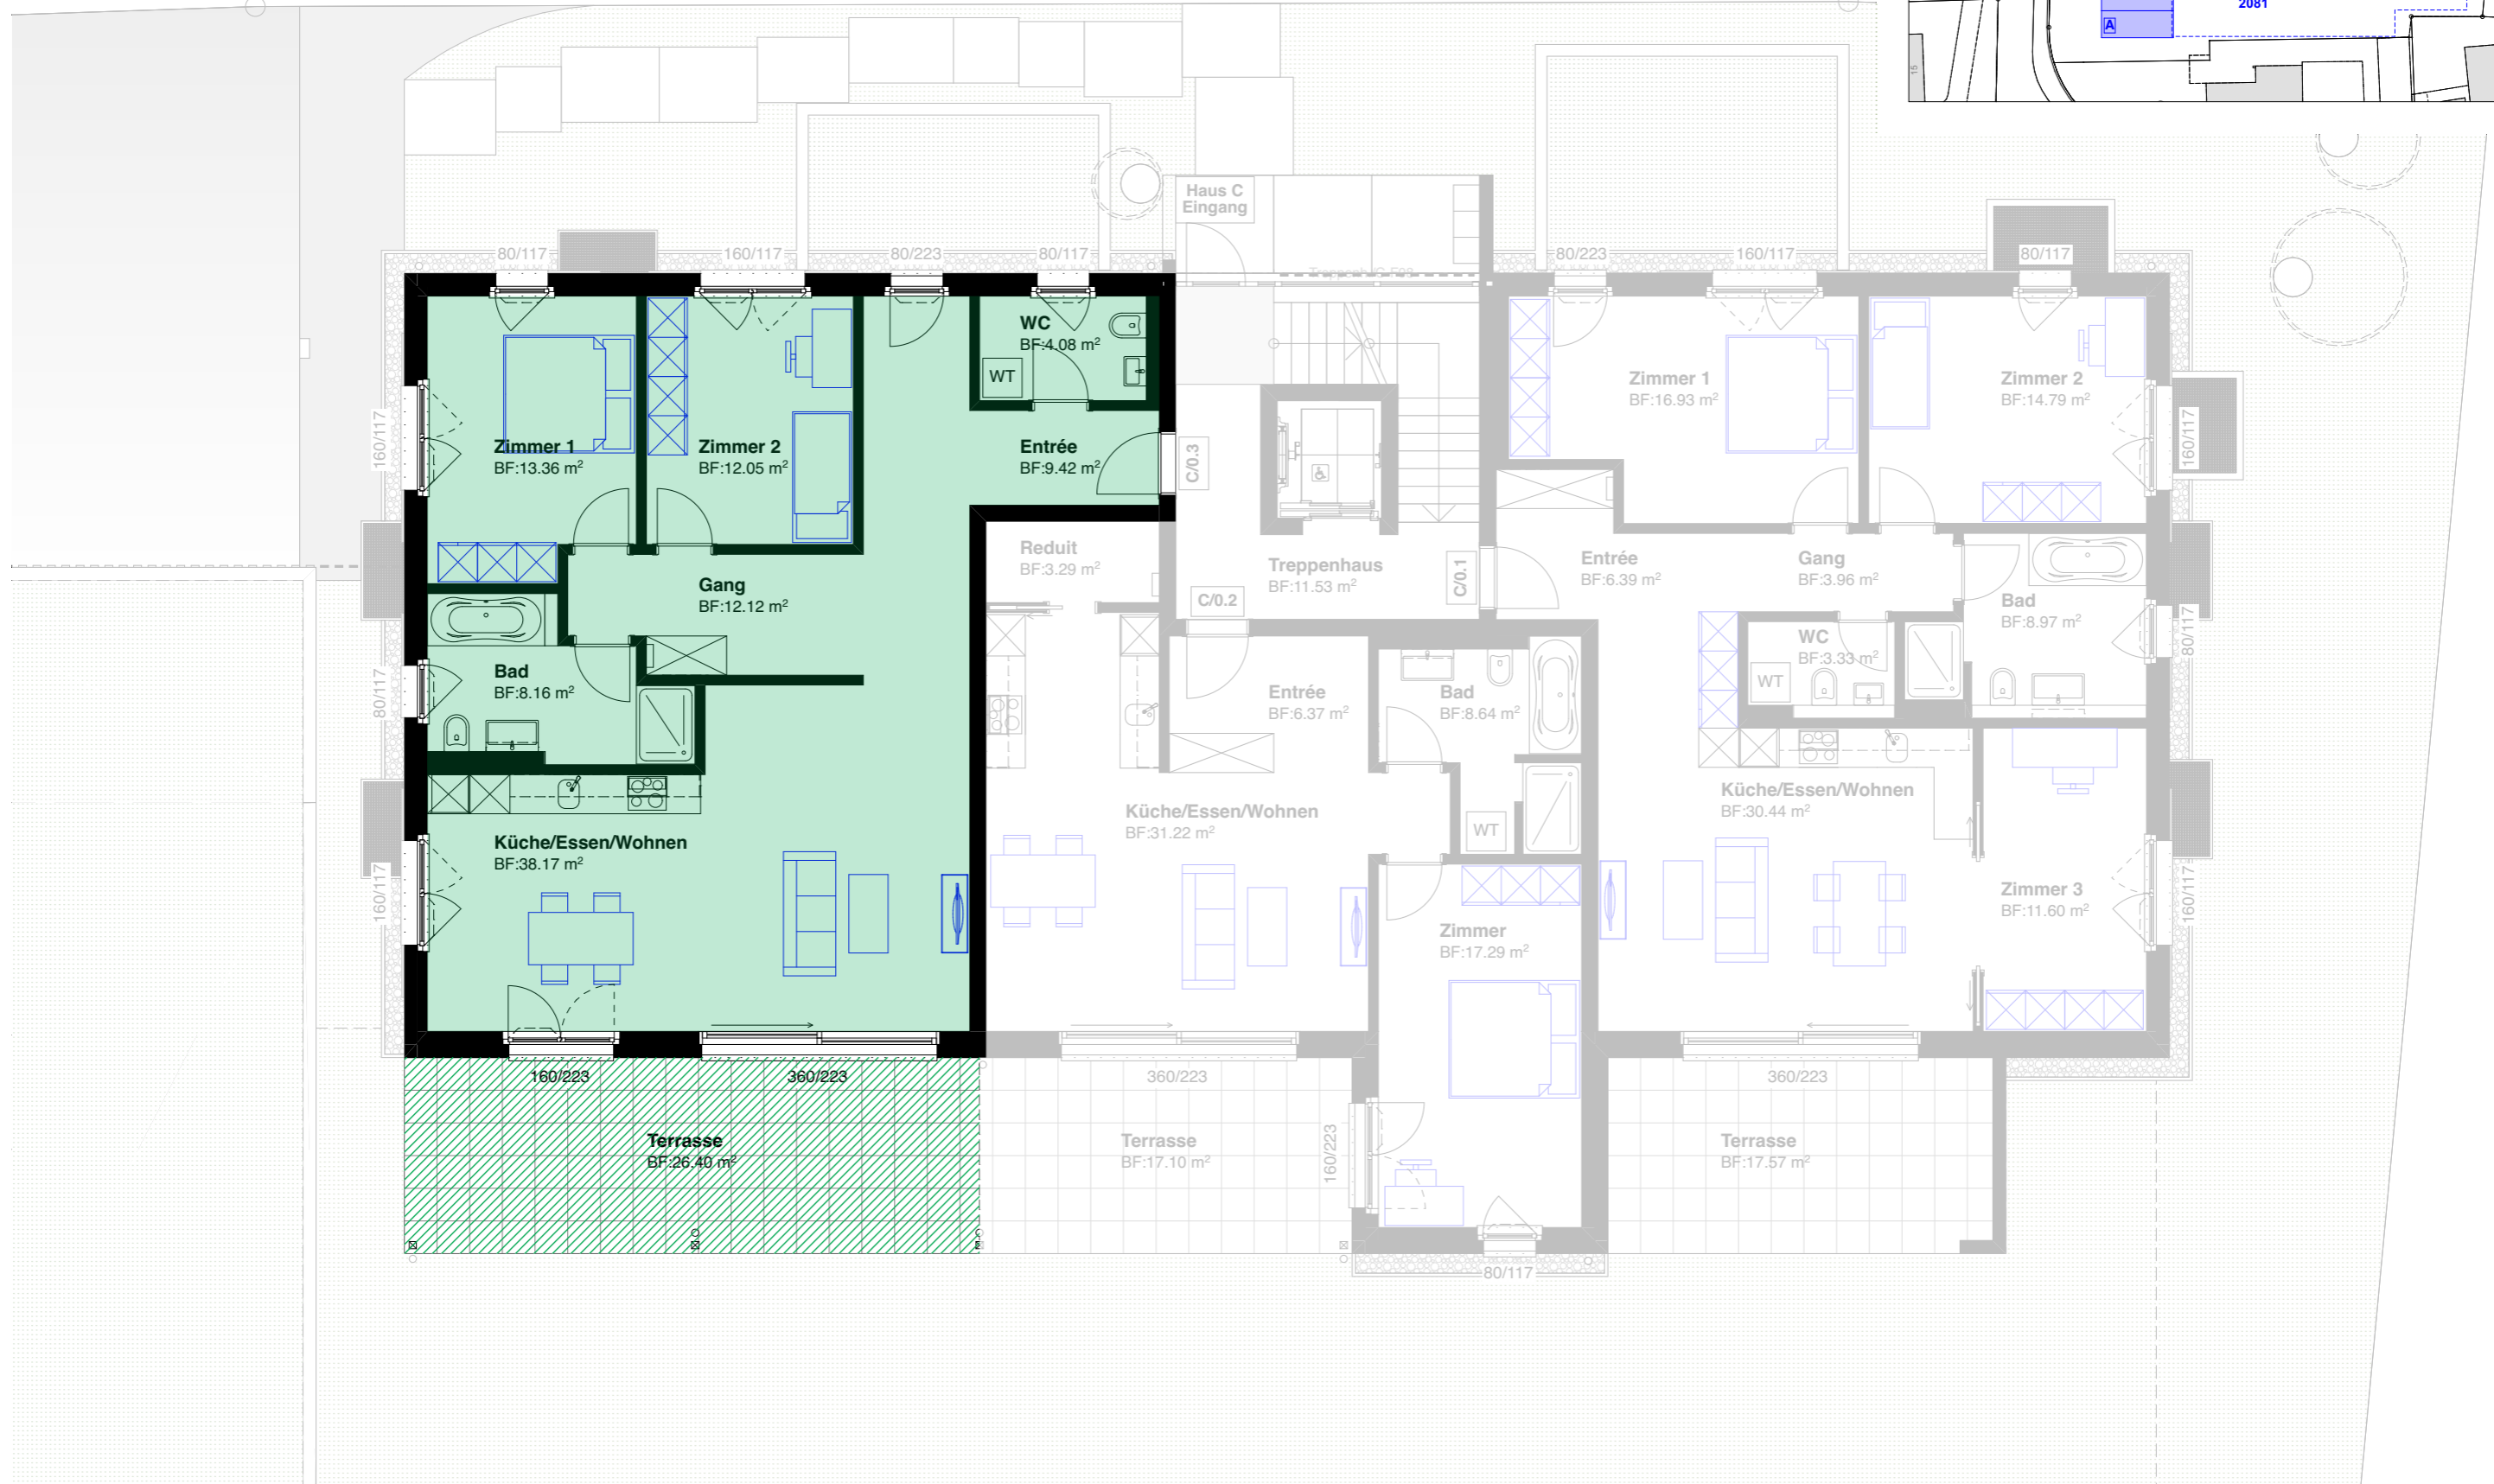 2081
A
15
Haus C
Eingang
80/117
160/117
80/223
80/117
80/223
160/117
80/117
WC
BF:4.08 m²
WT
Zimmer 1
BF:13.36 m²
Zimmer 2
BF:12.05 m²
Entrée
BF:9.42 m²
160/117
C/0.3
Zimmer 1
BF:16.93 m²
Zimmer 2
BF:14.79 m²
160/117
Reduit
BF:3.29 m²
Treppenhaus
BF:11.53 m²
C/0.2
C/0.1
Entrée
BF:6.39 m²
Gang
BF:3.96 m²
Gang
BF:12.12 m²
Bad
BF:8.97 m²
80/117
WC
BF:3.33 m²
WT
Bad
BF:8.16 m²
80/117
Entrée
BF:6.37 m²
Bad
BF:8.64 m²
Küche/Essen/Wohnen
BF:38.17 m²
160/117
Küche/Essen/Wohnen
BF:31.22 m²
WT
Küche/Essen/Wohnen
BF:30.44 m²
Zimmer
BF:17.29 m²
Zimmer 3
BF:11.60 m²
160/117
160/223
360/223
360/223
360/223
Terrasse
BF:26.40 m²
Terrasse
BF:17.10 m²
160/223
Terrasse
BF:17.57 m²
80/117